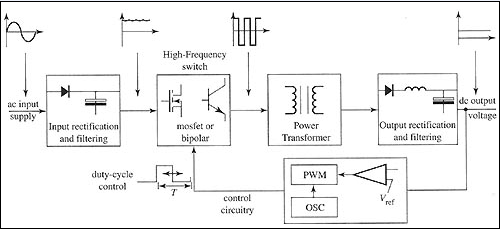 High-Frequency
switch
ac input
supply
Input rectification
and filtering
mosfet or
bipolar
Power
Transformer
Output rectification
and filtering
dc output
voltage
duty-cycle
control
T
control
circuitry
PWM
OSC
Vref